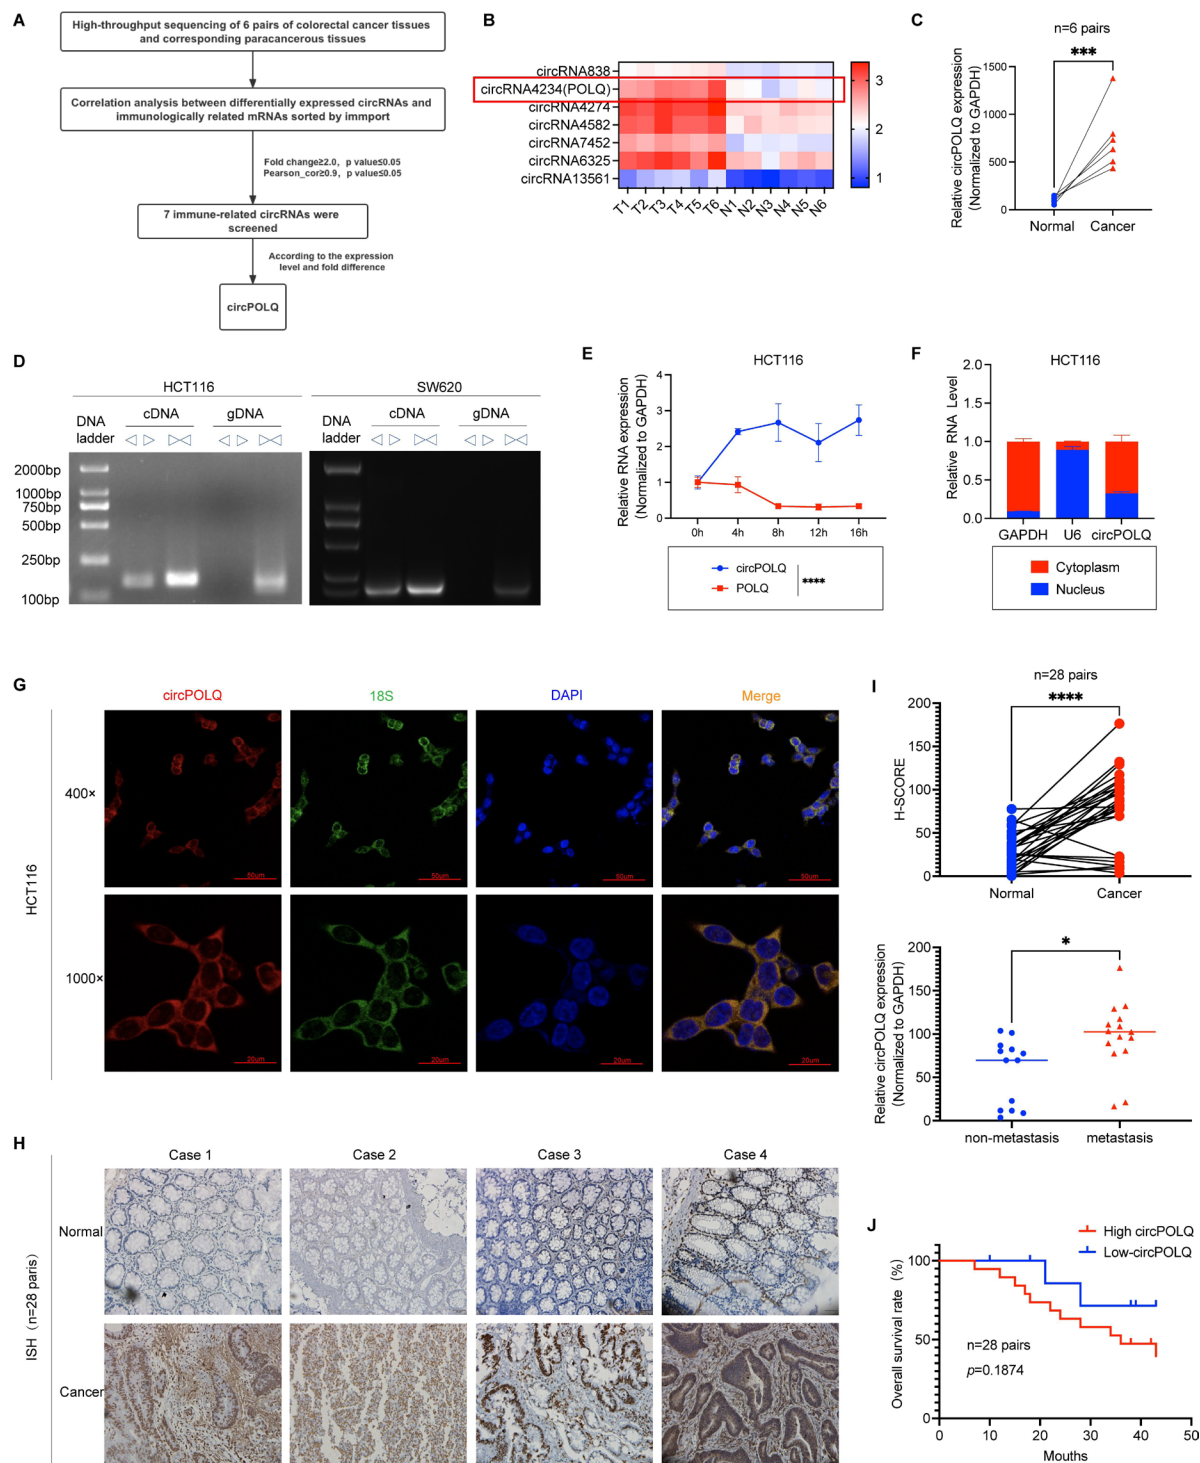 A
High-throughput sequencing of 6 pairs of colorectal cancer tissues
and corresponding paracancerous tissues
Correlation analysis between differentially expressed circRNAs and
immunologically related mRNAs sorted by immport
Fold change≥2.0, p value≤0.05
Pearson_cor≥0.9, p value≤0.05
7 immune-related circRNAs were
screened
According to the expression
level and fold difference
circPOLQ
B
circRNA838
circRNA4234(POLQ)
circRNA4274
circRNA4582
circRNA7452
circRNA6325
circRNA13561
T1 T2 T3 T4 T5 T6 N1 N2 N3 N4 N5 N6
3
2
1
C
n=6 pairs
***
Relative circPOLQ expression
(Normalized to GAPDH)
1500
1000
500
0
Normal Cancer
D
HCT116 SW620
DNA
ladder
cDNA gDNA
DNA
ladder
cDNA gDNA
2000bp
1000bp
750bp
500bp
250bp
100bp
E
HCT116
Relative RNA expression
(Normalized to GAPDH)
4
3
2
1
0
0h 4h 8h 12h 16h
circPOLQ
POLQ
****
F
HCT116
Relative RNA Level
2.0
1.5
1.0
0.5
0.0
GAPDH U6 circPOLQ
Cytoplasm
Nucleus
G
circPOLQ 18S DAPI Merge
HCT116
400×
50um 50um 50um 50um
1000×
20um 20um 20um 20um
H
ISH (n=28 paris)
Case 1 Case 2 Case 3 Case 4
Normal
Cancer
I
n=28 pairs
****
H-SCORE
200
150
100
50
0
Normal Cancer
*
Relative circPOLQ expression
(Normalized to GAPDH)
200
150
100
50
0
non-metastasis metastasis
J
High circPOLQ
Low-circPOLQ
Overall survival rate (%)
100
50
0
n=28 pairs
p=0.1874
0 10 20 30 40 50
Mouths